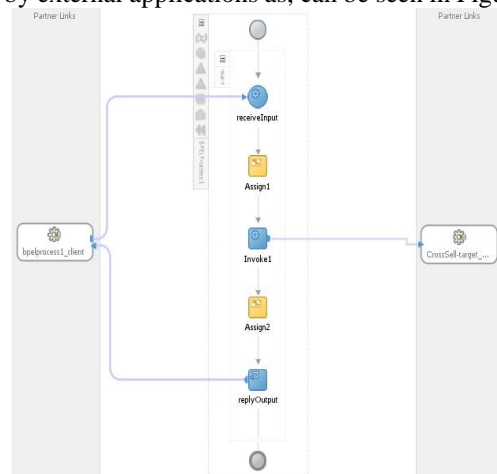 by external applications as, can be seen in Figu
Partner Links
Partner Links
receiveInput
BPELProcess1
Assign1
bpelprocess1_client
Invoke1
CrossSell-target_...
Assign2
replyOutput